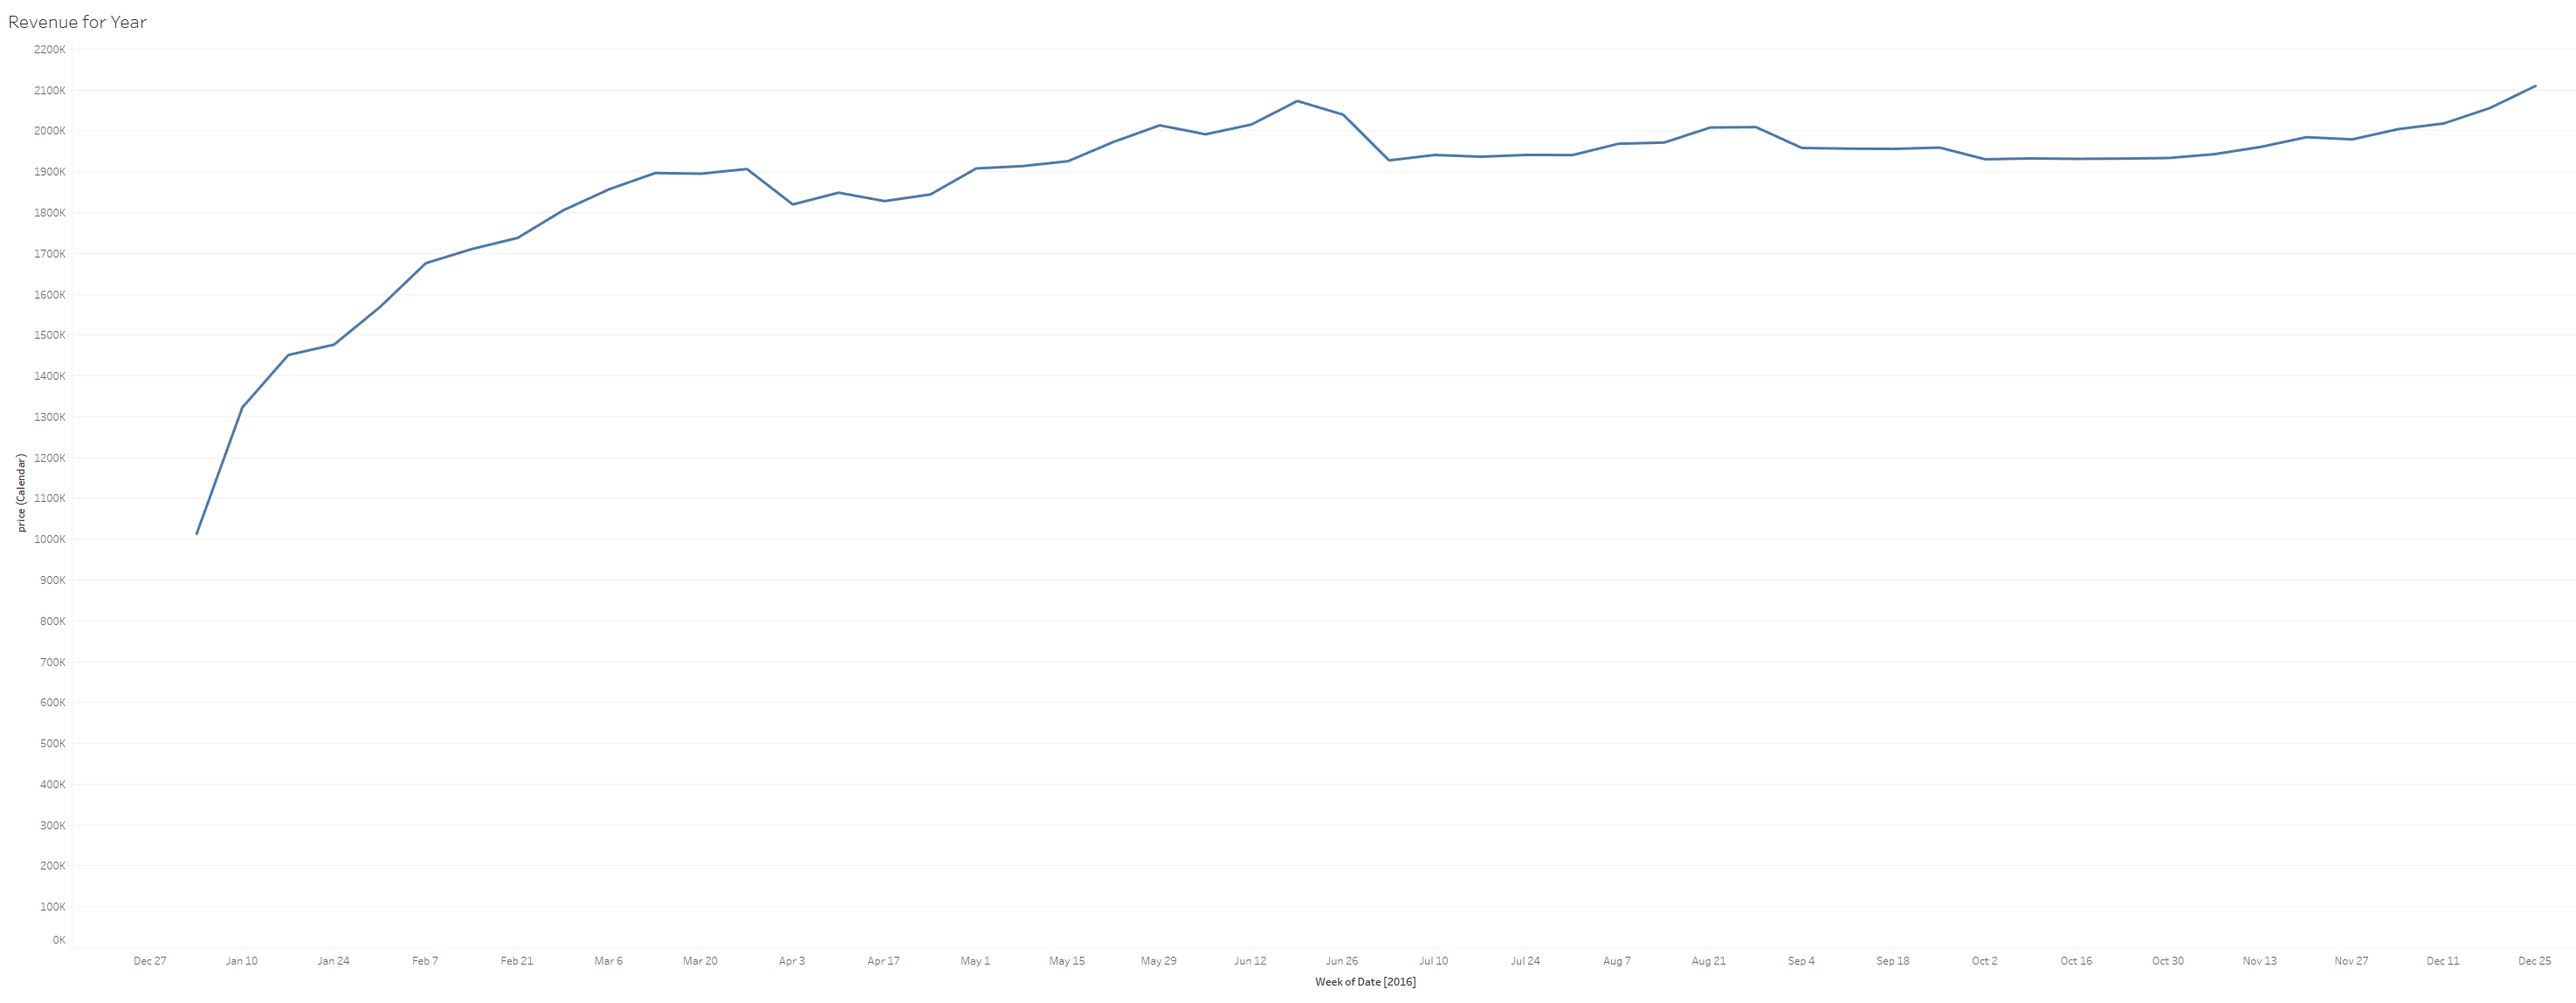 Revenue for Year
2200K
2100K
2000K
1900K
1800K
1700K
1600K
1500K
1400K
1300K
1200K
1100K
1000K
900K
800K
700K
600K
500K
400K
300K
200K
100K
0K
price (Calendar)
Dec 27 Jan 10 Jan 24 Feb 7 Feb 21 Mar 6 Mar 20 Apr 3 Apr 17 May 1 May 15 May 29 Jun 12 Jun 26 Jul 10 Jul 24 Aug 7 Aug 21 Sep 4 Sep 18 Oct 2 Oct 16 Oct 30 Nov 13 Nov 27 Dec 11 Dec 25
Week of Date [2016]